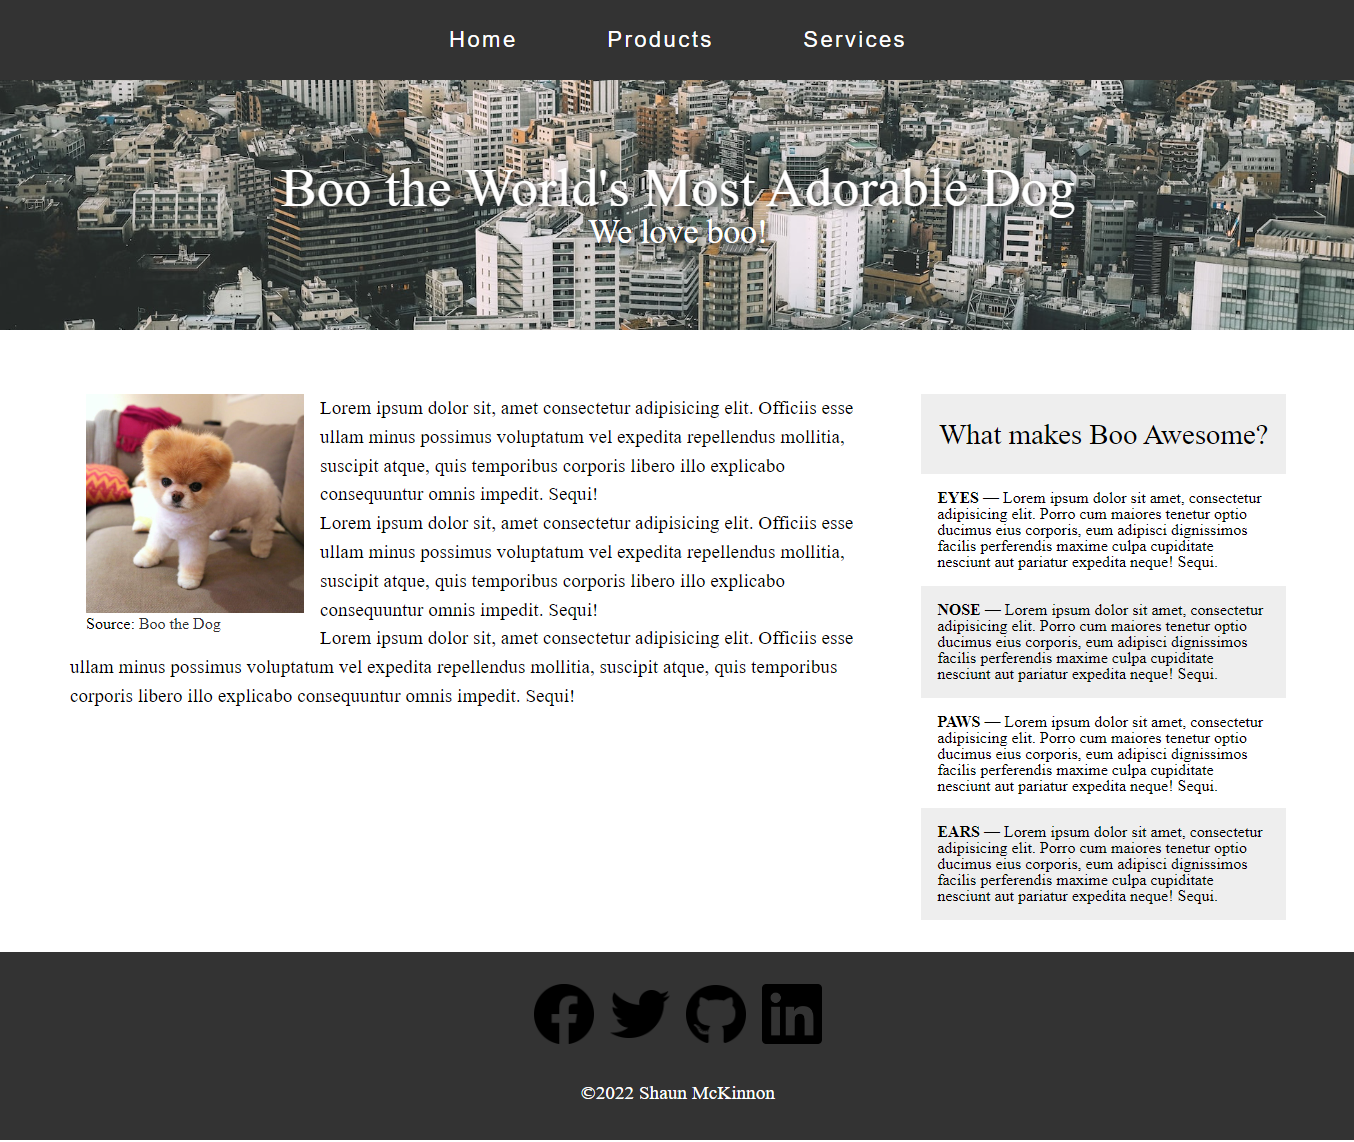 Home Products Services
Boo the World's Most Adorable Dog
We love boo!
Lorem ipsum dolor sit, amet consectetur adipisicing elit. Officiis esse
ullam minus possimus voluptatum vel expedita repellendus mollitia,
suscipit atque, quis temporibus corporis libero illo explicabo
consequuntur omnis impedit. Sequi!
Lorem ipsum dolor sit, amet consectetur adipisicing elit. Officiis esse
ullam minus possimus voluptatum vel expedita repellendus mollitia,
suscipit atque, quis temporibus corporis libero illo explicabo
consequuntur omnis impedit. Sequi!
Source: Boo the Dog
Lorem ipsum dolor sit, amet consectetur adipisicing elit. Officiis esse
ullam minus possimus voluptatum vel expedita repellendus mollitia, suscipit atque, quis temporibus
corporis libero illo explicabo consequuntur omnis impedit. Sequi!
What makes Boo Awesome?
EYES — Lorem ipsum dolor sit amet, consectetur
adipisicing elit. Porro cum maiores tenetur optio
ducimus eius corporis, eum adipisci dignissimos
facilis perferendis maxime culpa cupiditate
nesciunt aut pariatur expedita neque! Sequi.
NOSE — Lorem ipsum dolor sit amet, consectetur
adipisicing elit. Porro cum maiores tenetur optio
ducimus eius corporis, eum adipisci dignissimos
facilis perferendis maxime culpa cupiditate
nesciunt aut pariatur expedita neque! Sequi.
PAWS — Lorem ipsum dolor sit amet, consectetur
adipisicing elit. Porro cum maiores tenetur optio
ducimus eius corporis, eum adipisci dignissimos
facilis perferendis maxime culpa cupiditate
nesciunt aut pariatur expedita neque! Sequi.
EARS — Lorem ipsum dolor sit amet, consectetur
adipisicing elit. Porro cum maiores tenetur optio
ducimus eius corporis, eum adipisci dignissimos
facilis perferendis maxime culpa cupiditate
nesciunt aut pariatur expedita neque! Sequi.
©2022 Shaun McKinnon